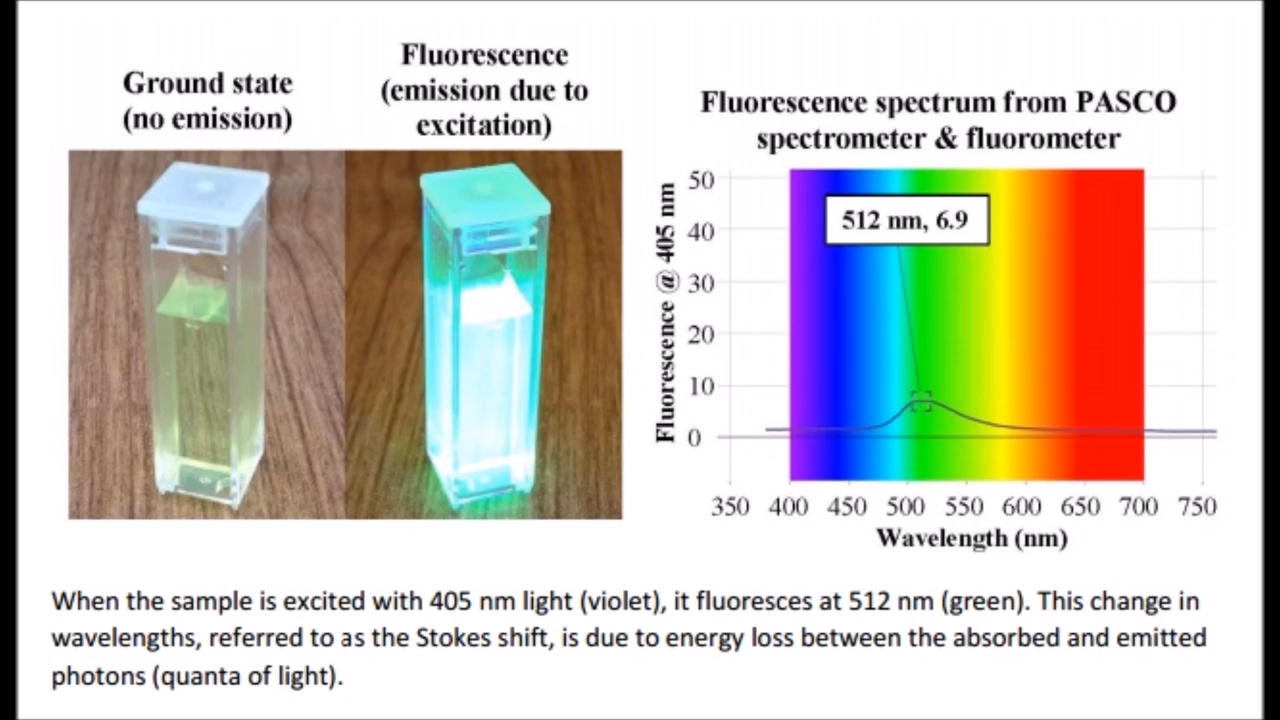 Ground state
(no emission)
Fluorescence
(emission due to
excitation)
Fluorescence spectrum from PASCO
spectrometer & fluorometer
Fluorescence @ 405 nm
50
40
30
20
10
0
512 nm, 6.9
350 400 450 500 550 600 650 700 750
Wavelength (nm)
When the sample is excited with 405 nm light (violet), it fluoresces at 512 nm (green). This change in
wavelengths, referred to as the Stokes shift, is due to energy loss between the absorbed and emitted
photons (quanta of light).